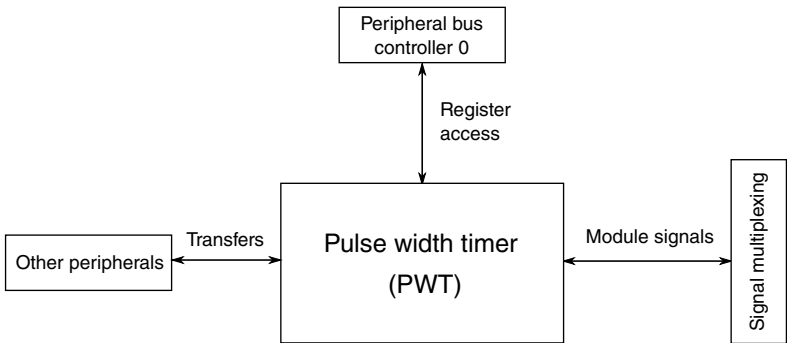 Peripheral bus
controller 0
Register
access
Pulse width timer
(PWT)
Transfers
Other peripherals
Module signals
Signal multiplexing